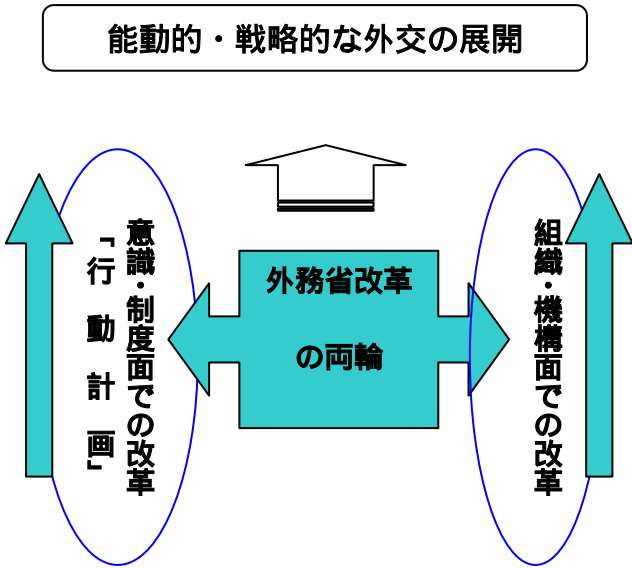 能動的・戦略的な外交の展開
意識・制度面での改革
「行動計画」
外務省改革
の両輪
組織・機構面での改革